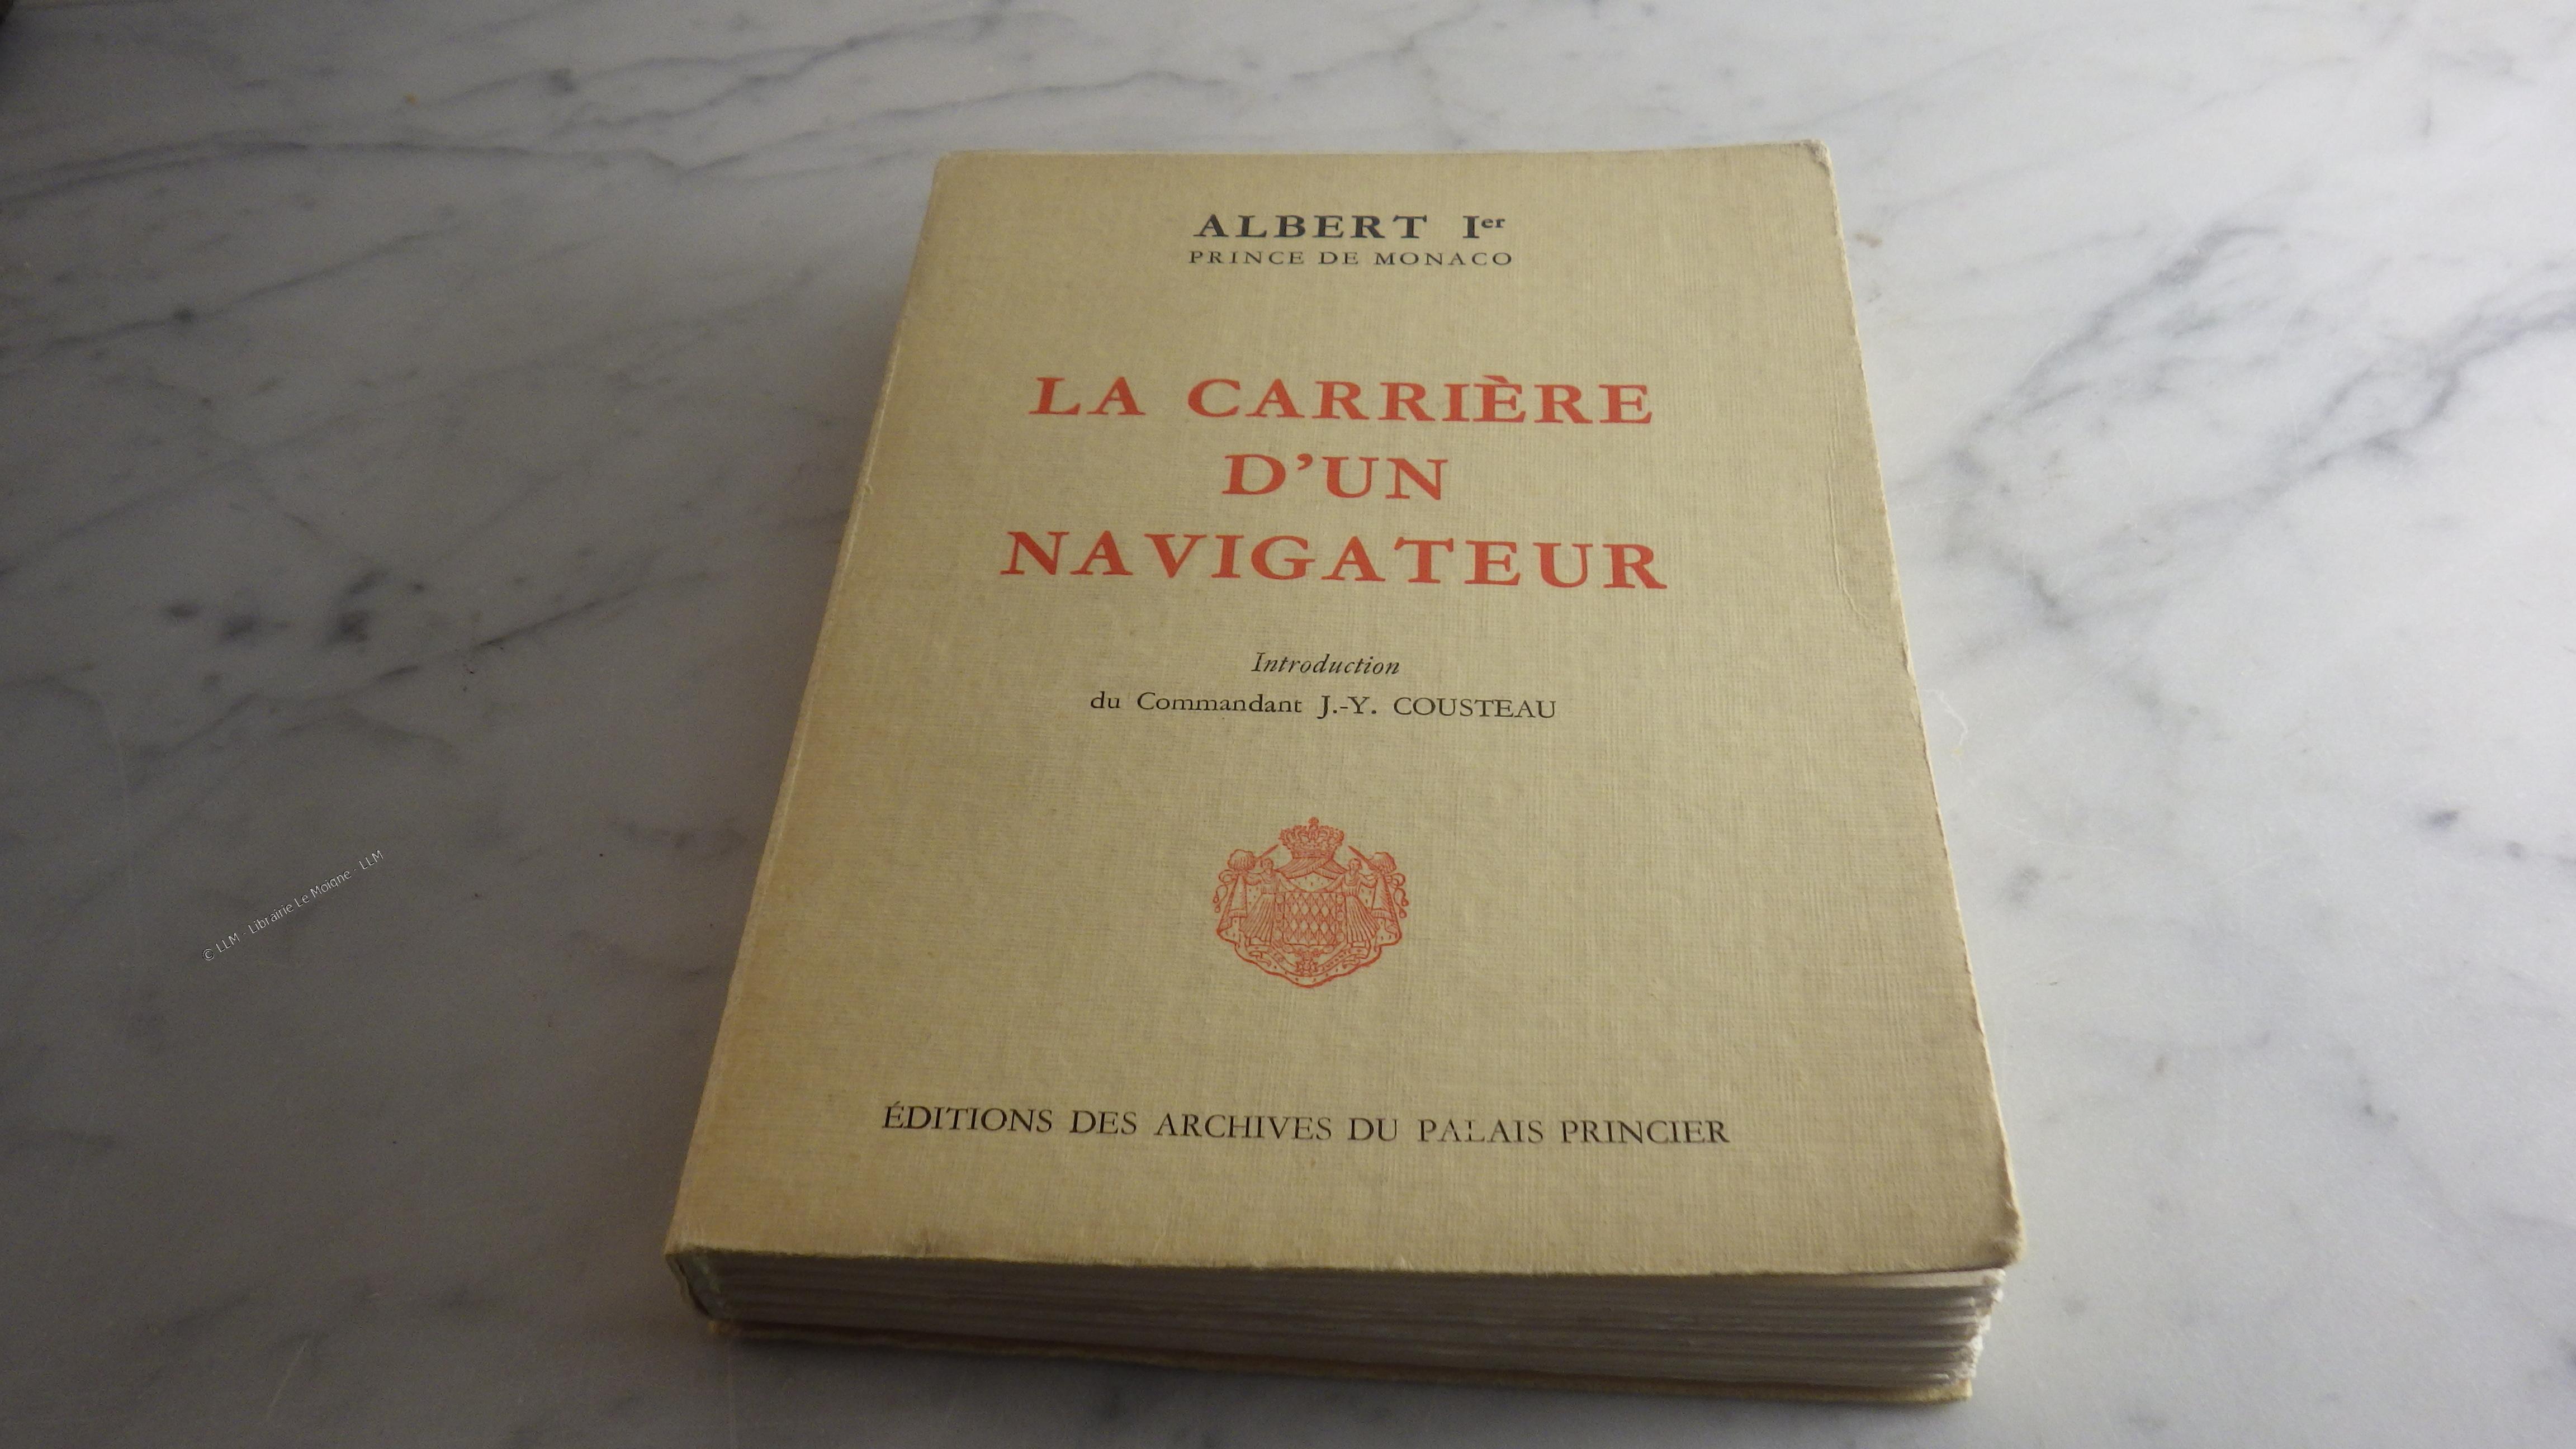 ALBERT Ier
PRINCE DE MONACO
LA CARRIÈRE
D'UN
NAVIGATEUR
Introduction
du Commandant J.-Y. COUSTEAU
ÉDITIONS DES ARCHIVES DU PALAIS PRINCIER
© LLM - Librairie Le Moigne - LLM